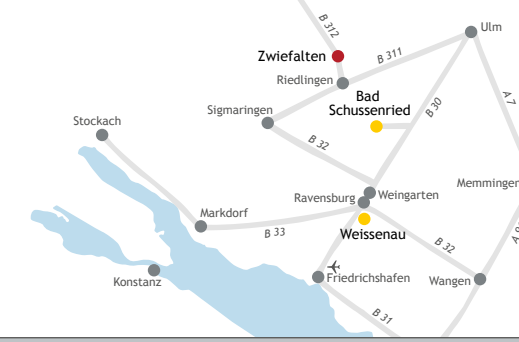 B 312
Ulm
Zwiefalten
B 311
Riedlingen
Bad
Schussenried
A 7
B 30
Sigmaringen
Stockach
B 32
Memmingen
Weingarten
Ravensburg
Markdorf
B 33
Weissenau
B 32
Friedrichshafen
Konstanz
Wangen
B 31